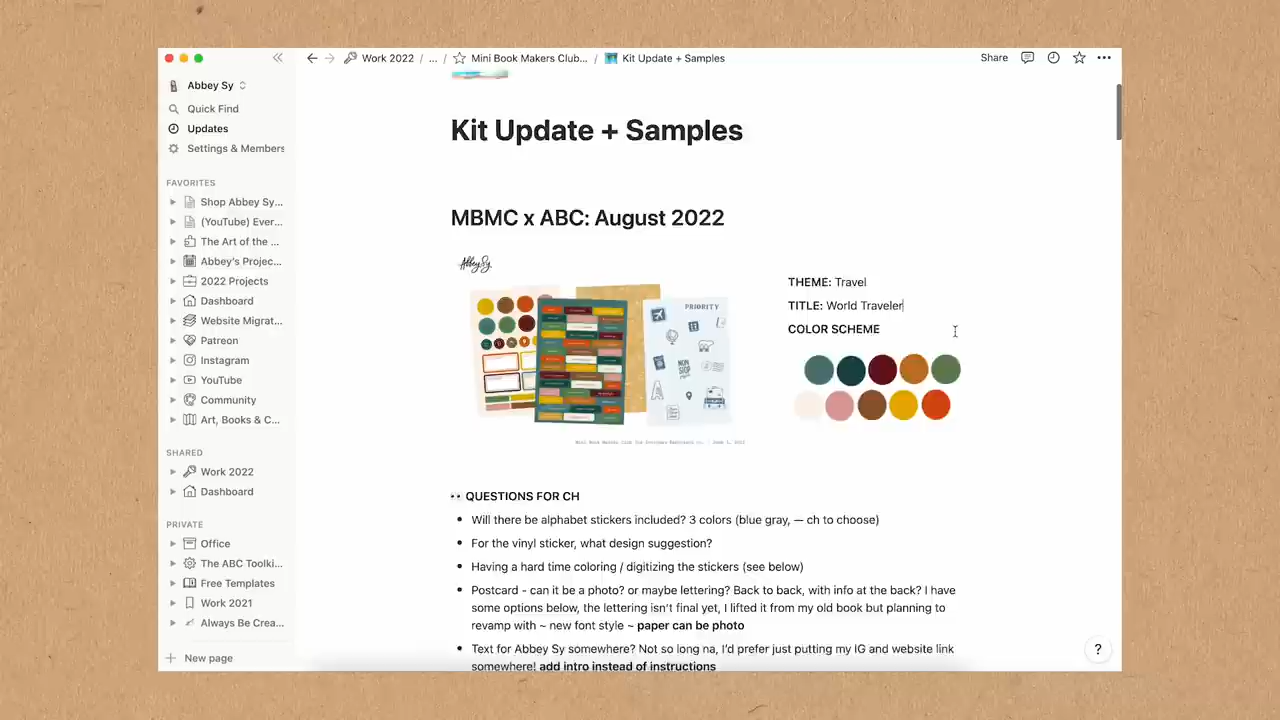 Work 2022 / ... / Mini Book Makers Club... / Kit Update + Samples
Share
Abbey Sy
Quick Find
Updates
Settings & Members
FAVORITES
Shop Abbey Sy...
(YouTube) Ever...
The Art of the ...
Abbey's Projec...
2022 Projects
Dashboard
Website Migrat...
Patreon
Instagram
YouTube
Community
Art, Books & C...
SHARED
Work 2022
Dashboard
PRIVATE
Office
The ABC Toolki...
Free Templates
Work 2021
Always Be Crea...
New page
Kit Update + Samples
MBMC x ABC: August 2022
Abbey Sy
PRIORITY
NON STOP
THEME: Travel
TITLE: World Traveler
COLOR SCHEME
👀 QUESTIONS FOR CH
• Will there be alphabet stickers included? 3 colors (blue gray, — ch to choose)
• For the vinyl sticker, what design suggestion?
• Having a hard time coloring / digitizing the stickers (see below)
• Postcard - can it be a photo? or maybe lettering? Back to back, with info at the back? I have
some options below, the lettering isn't final yet, I lifted it from my old book but planning to
revamp with ~ new font style ~ paper can be photo
• Text for Abbey Sy somewhere? Not so long na, I'd prefer just putting my IG and website link
somewhere! add intro instead of instructions
?